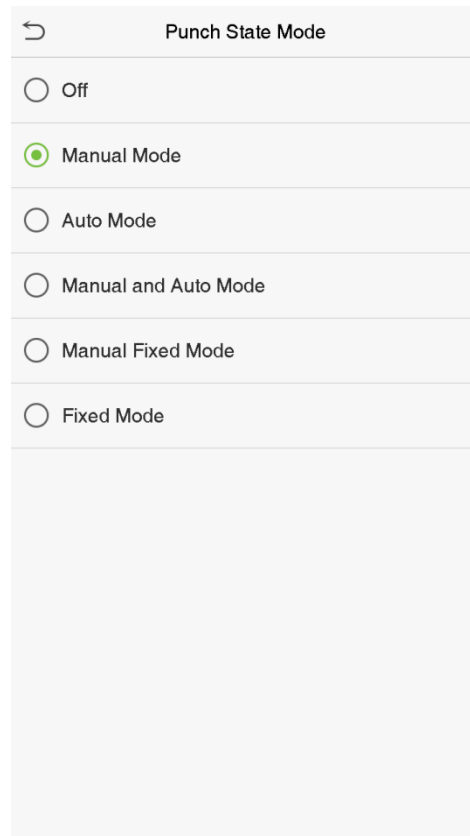 Punch State Mode
Off
Manual Mode
Auto Mode
Manual and Auto Mode
Manual Fixed Mode
Fixed Mode